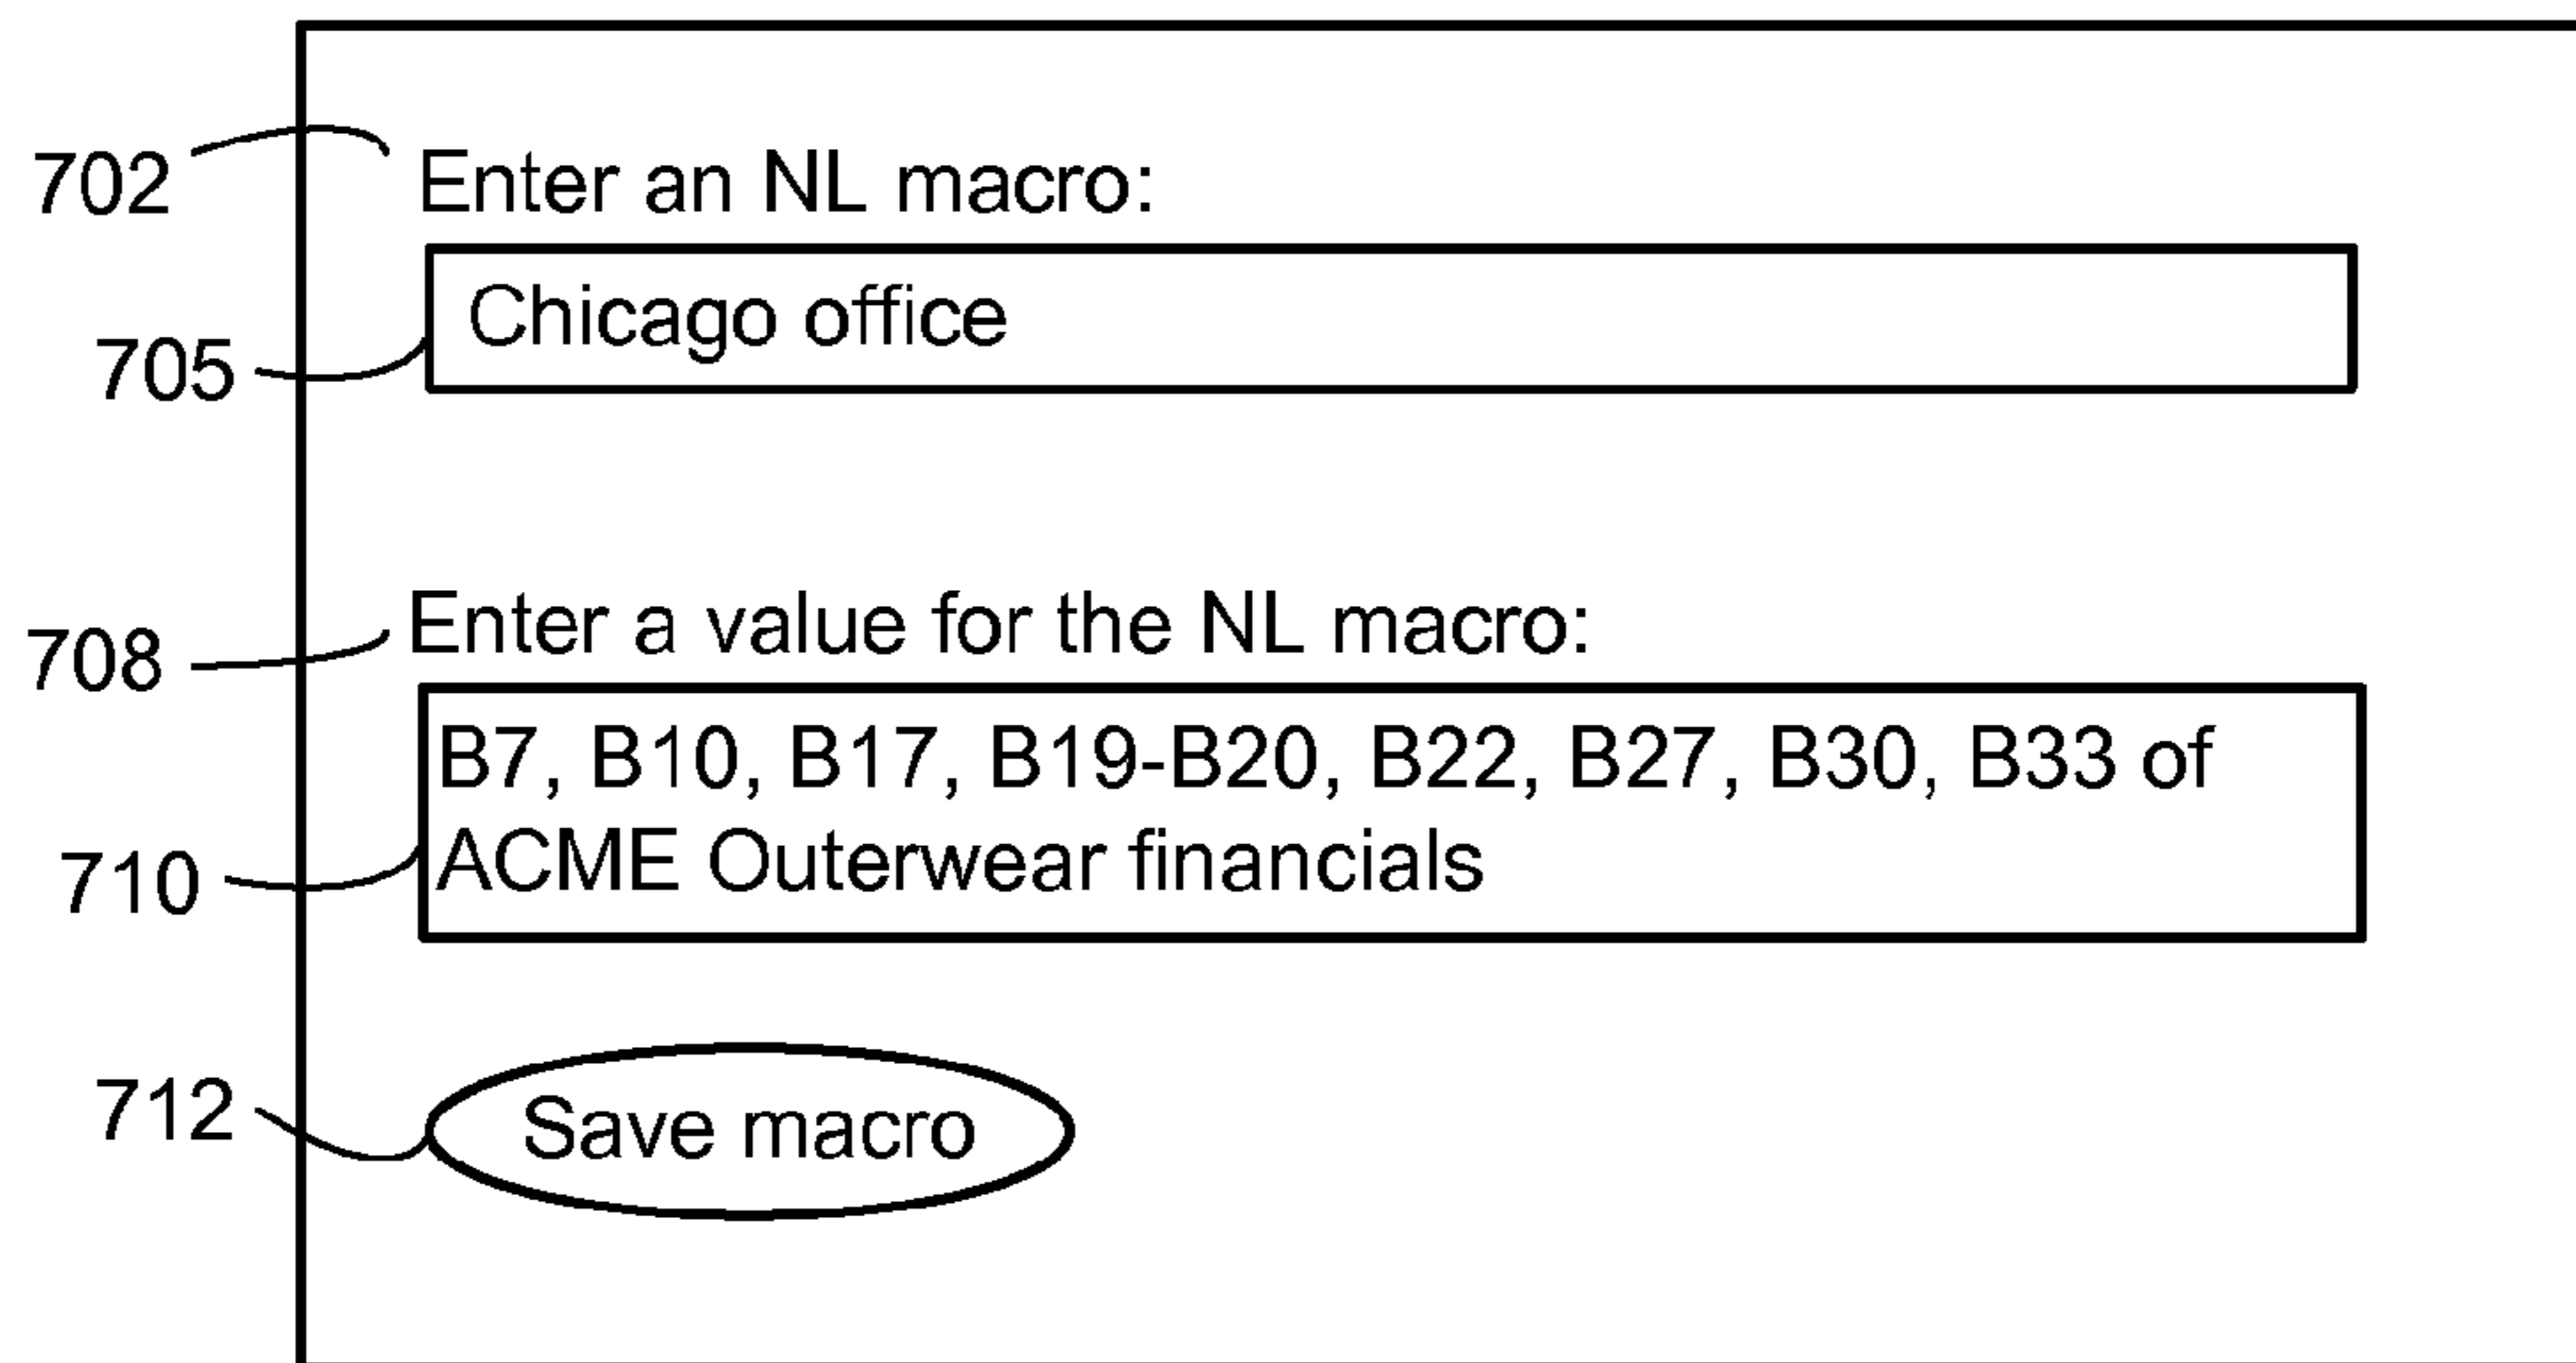 702 Enter an NL macro:
Chicago office
705
Enter a value for the NL macro:
708
B7, B10, B17, B19-B20, B22, B27, B30, B33 of
ACME Outerwear financials
710
712 Save macro